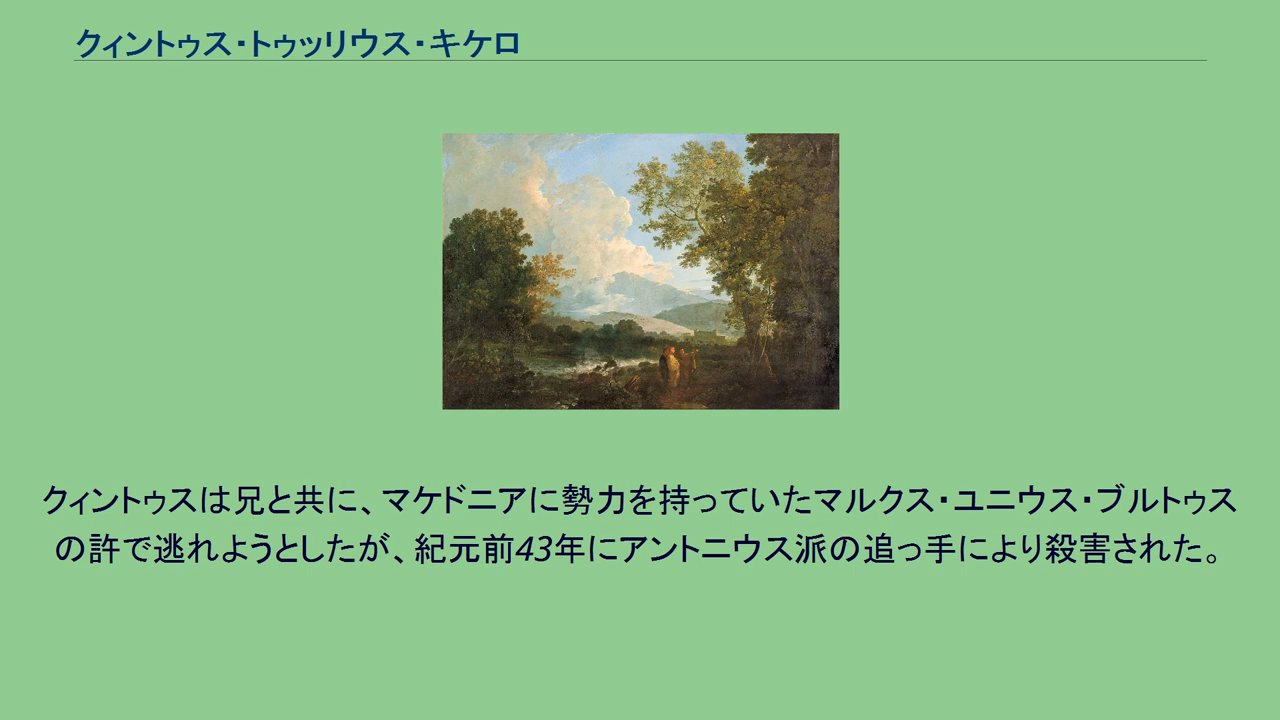 クィントゥス・トゥッリウス・キケロ
クィントゥスは兄と共に、マケドニアに勢力を持っていたマルクス・ユニウス・ブルトゥス
の許で逃れようとしたが、紀元前43年にアントニウス派の追っ手により殺害された。